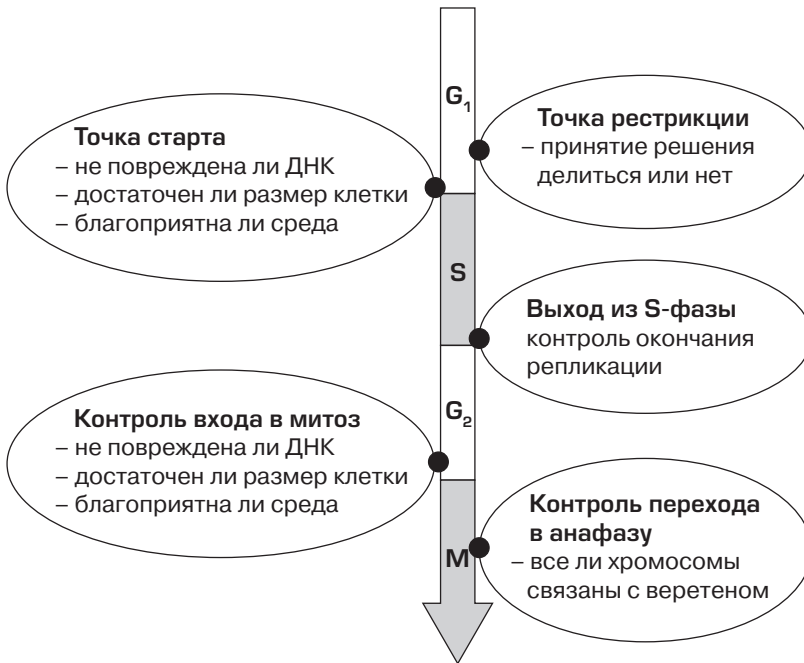 G₁
Точка рестрикции
– принятие решения
делиться или нет
Точка старта
– не повреждена ли ДНК
– достаточен ли размер клетки
– благоприятна ли среда
S
Выход из S-фазы
контроль окончания
репликации
G₂
Контроль входа в митоз
– не повреждена ли ДНК
– достаточен ли размер клетки
– благоприятна ли среда
Контроль перехода
в анафазу
– все ли хромосомы
связаны с веретеном
M